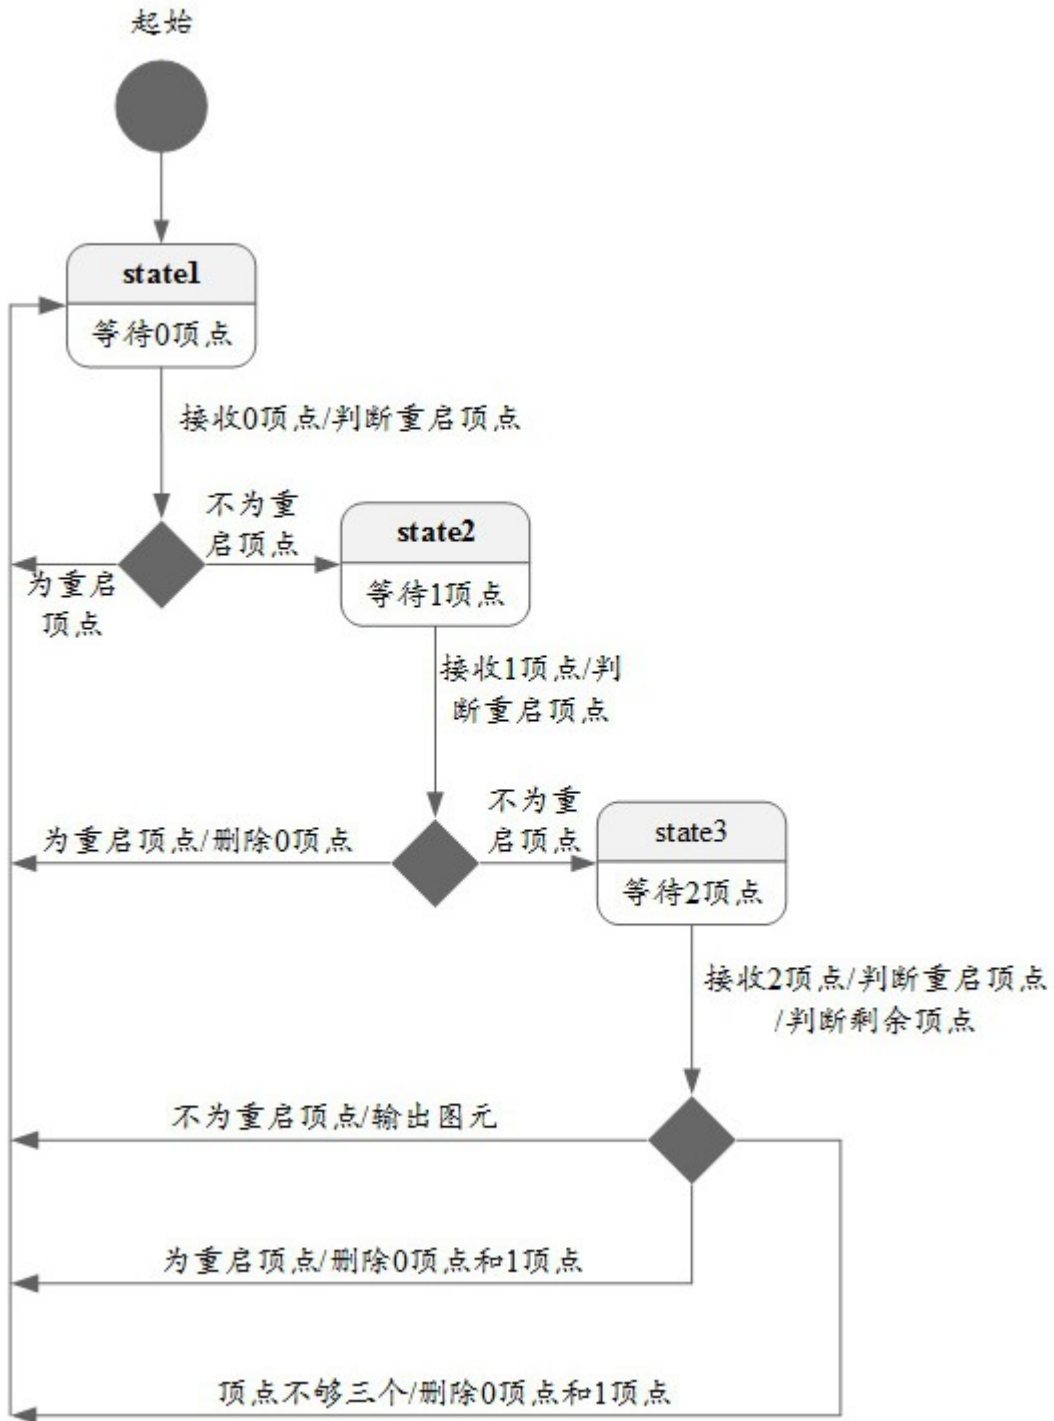 起始
state1
等待0顶点
接收0顶点/判断重启顶点
不为重
启顶点
为重启
顶点
state2
等待1顶点
接收1顶点/判
断重启顶点
不为重
启顶点
为重启顶点/删除0顶点
state3
等待2顶点
接收2顶点/判断重启顶点
/判断剩余顶点
不为重启顶点/输出图元
为重启顶点/删除0顶点和1顶点
顶点不够三个/删除0顶点和1顶点